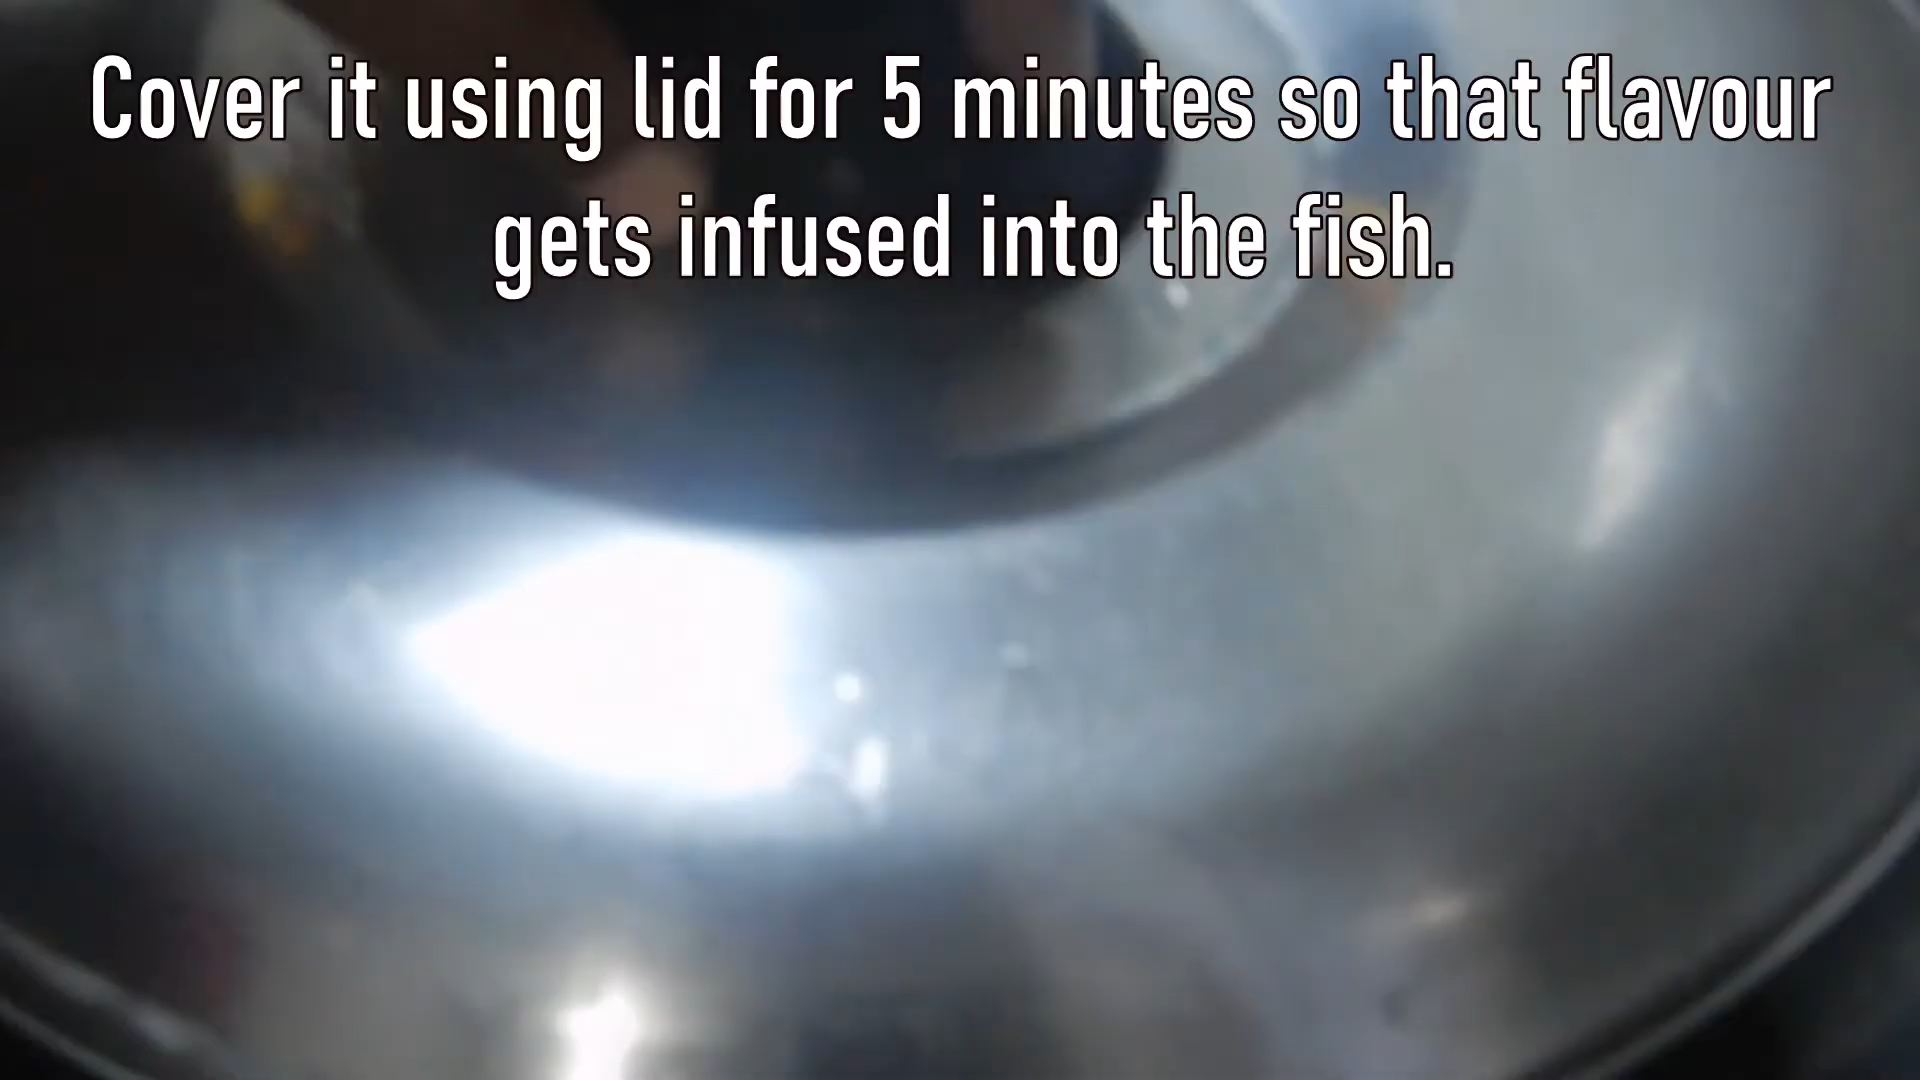 Cover it using lid for 5 minutes so that flavour
gets infused into the fish.